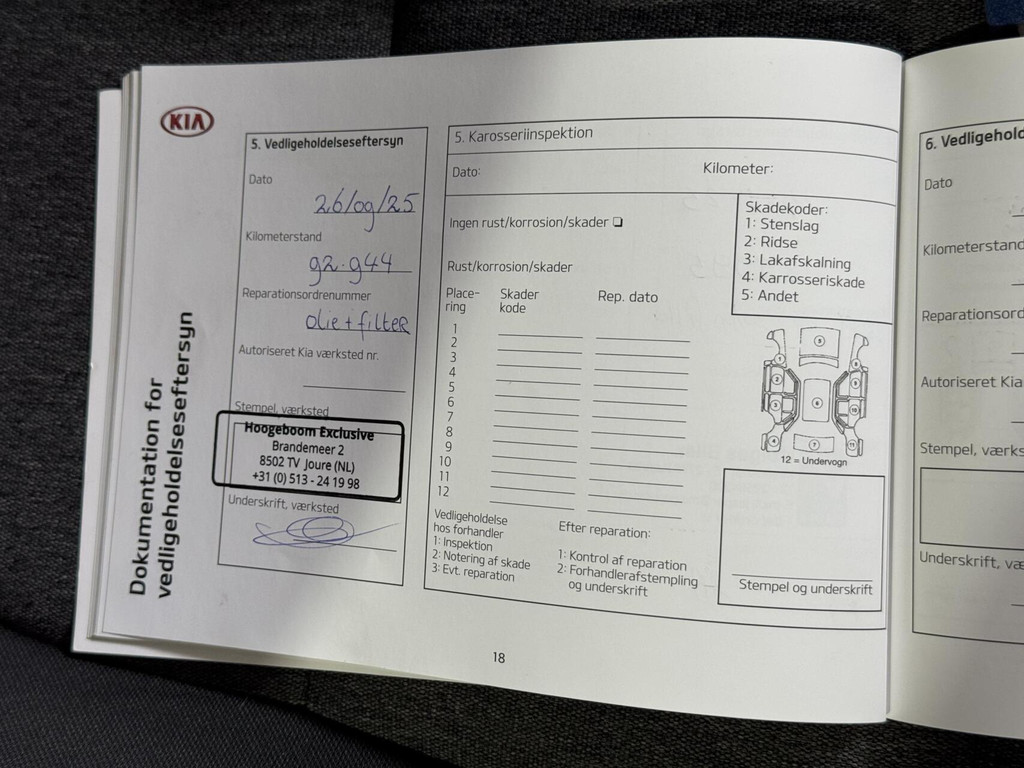 KIA
Dokumentation for
vedligeholdelseseftersyn
5. Vedligeholdelseseftersyn
Dato
26/09/25
Kilometerstand
92.944
Reparationsordrenummer
olie + filter
Autoriseret Kia værksted nr.
Stempel, værksted
Hoogeboom Exclusive
Brandemeer 2
8502 TV Joure (NL)
+31 (0) 513 - 24 19 98
Underskrift, værksted
5. Karosseriinspektion
Dato:
Kilometer:
Ingen rust/korrosion/skader ❏
Rust/korrosion/skader
Skadekoder:
1: Stenslag
2: Ridse
3: Lakafskalning
4: Karrosseriskade
5: Andet
Place-
ring
Skader
kode
Rep. dato
1
2
3
4
5
6
7
8
9
10
11
12
12 = Undervogn
Vedligeholdelse
hos forhandler
1: Inspektion
2: Notering af skade
3: Evt. reparation
Efter reparation:
1: Kontrol af reparation
2: Forhandlerafstempling
og underskrift
Stempel og underskrift
18
6. Vedligehold
Dato
Kilometerstand
Reparationsord
Autoriseret Kia
Stempel, værks
Underskrift, væ